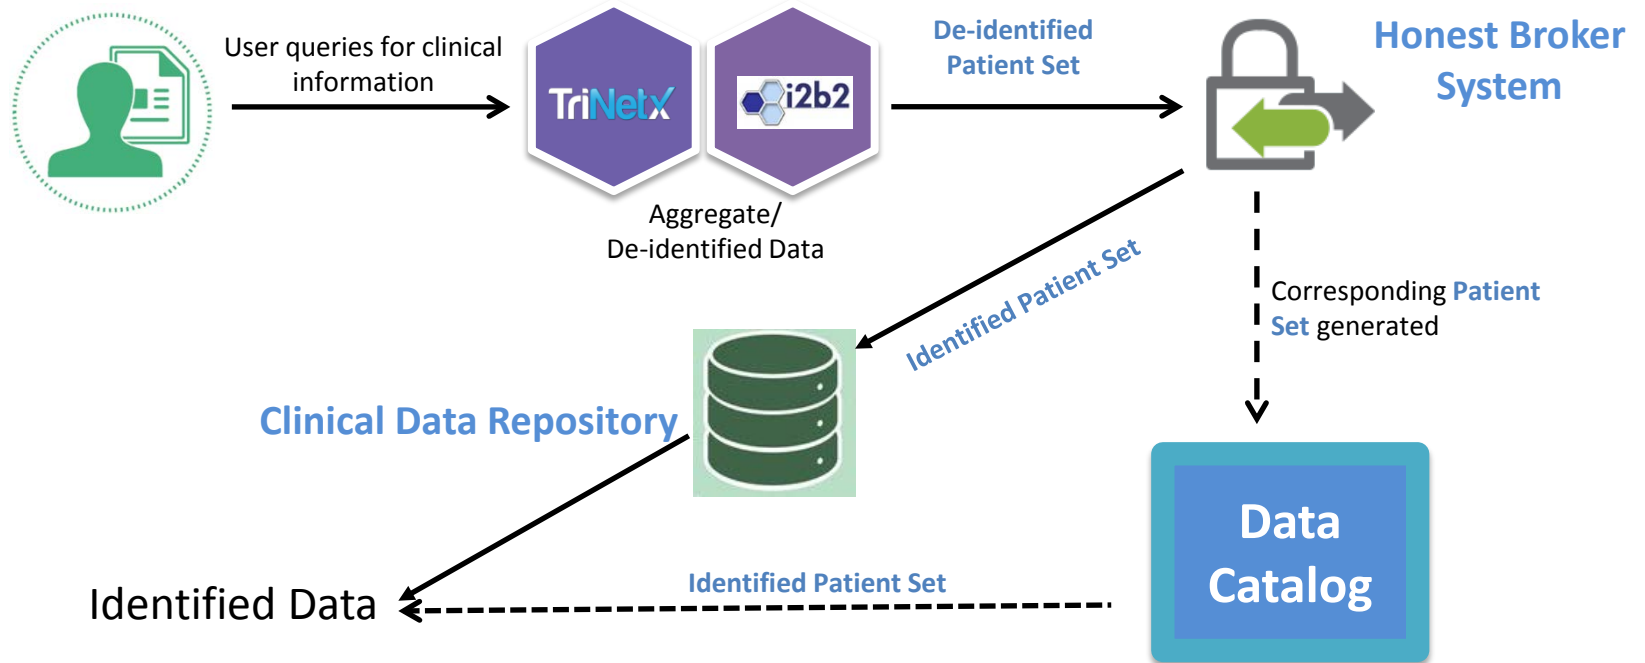 User queries for clinical
information
TriNetX
i2b2
Aggregate/
De-identified Data
De-identified
Patient Set
Honest Broker
System
Identified Patient Set
Corresponding Patient
Set generated
Clinical Data Repository
Data
Catalog
Identified Patient Set
Identified Data